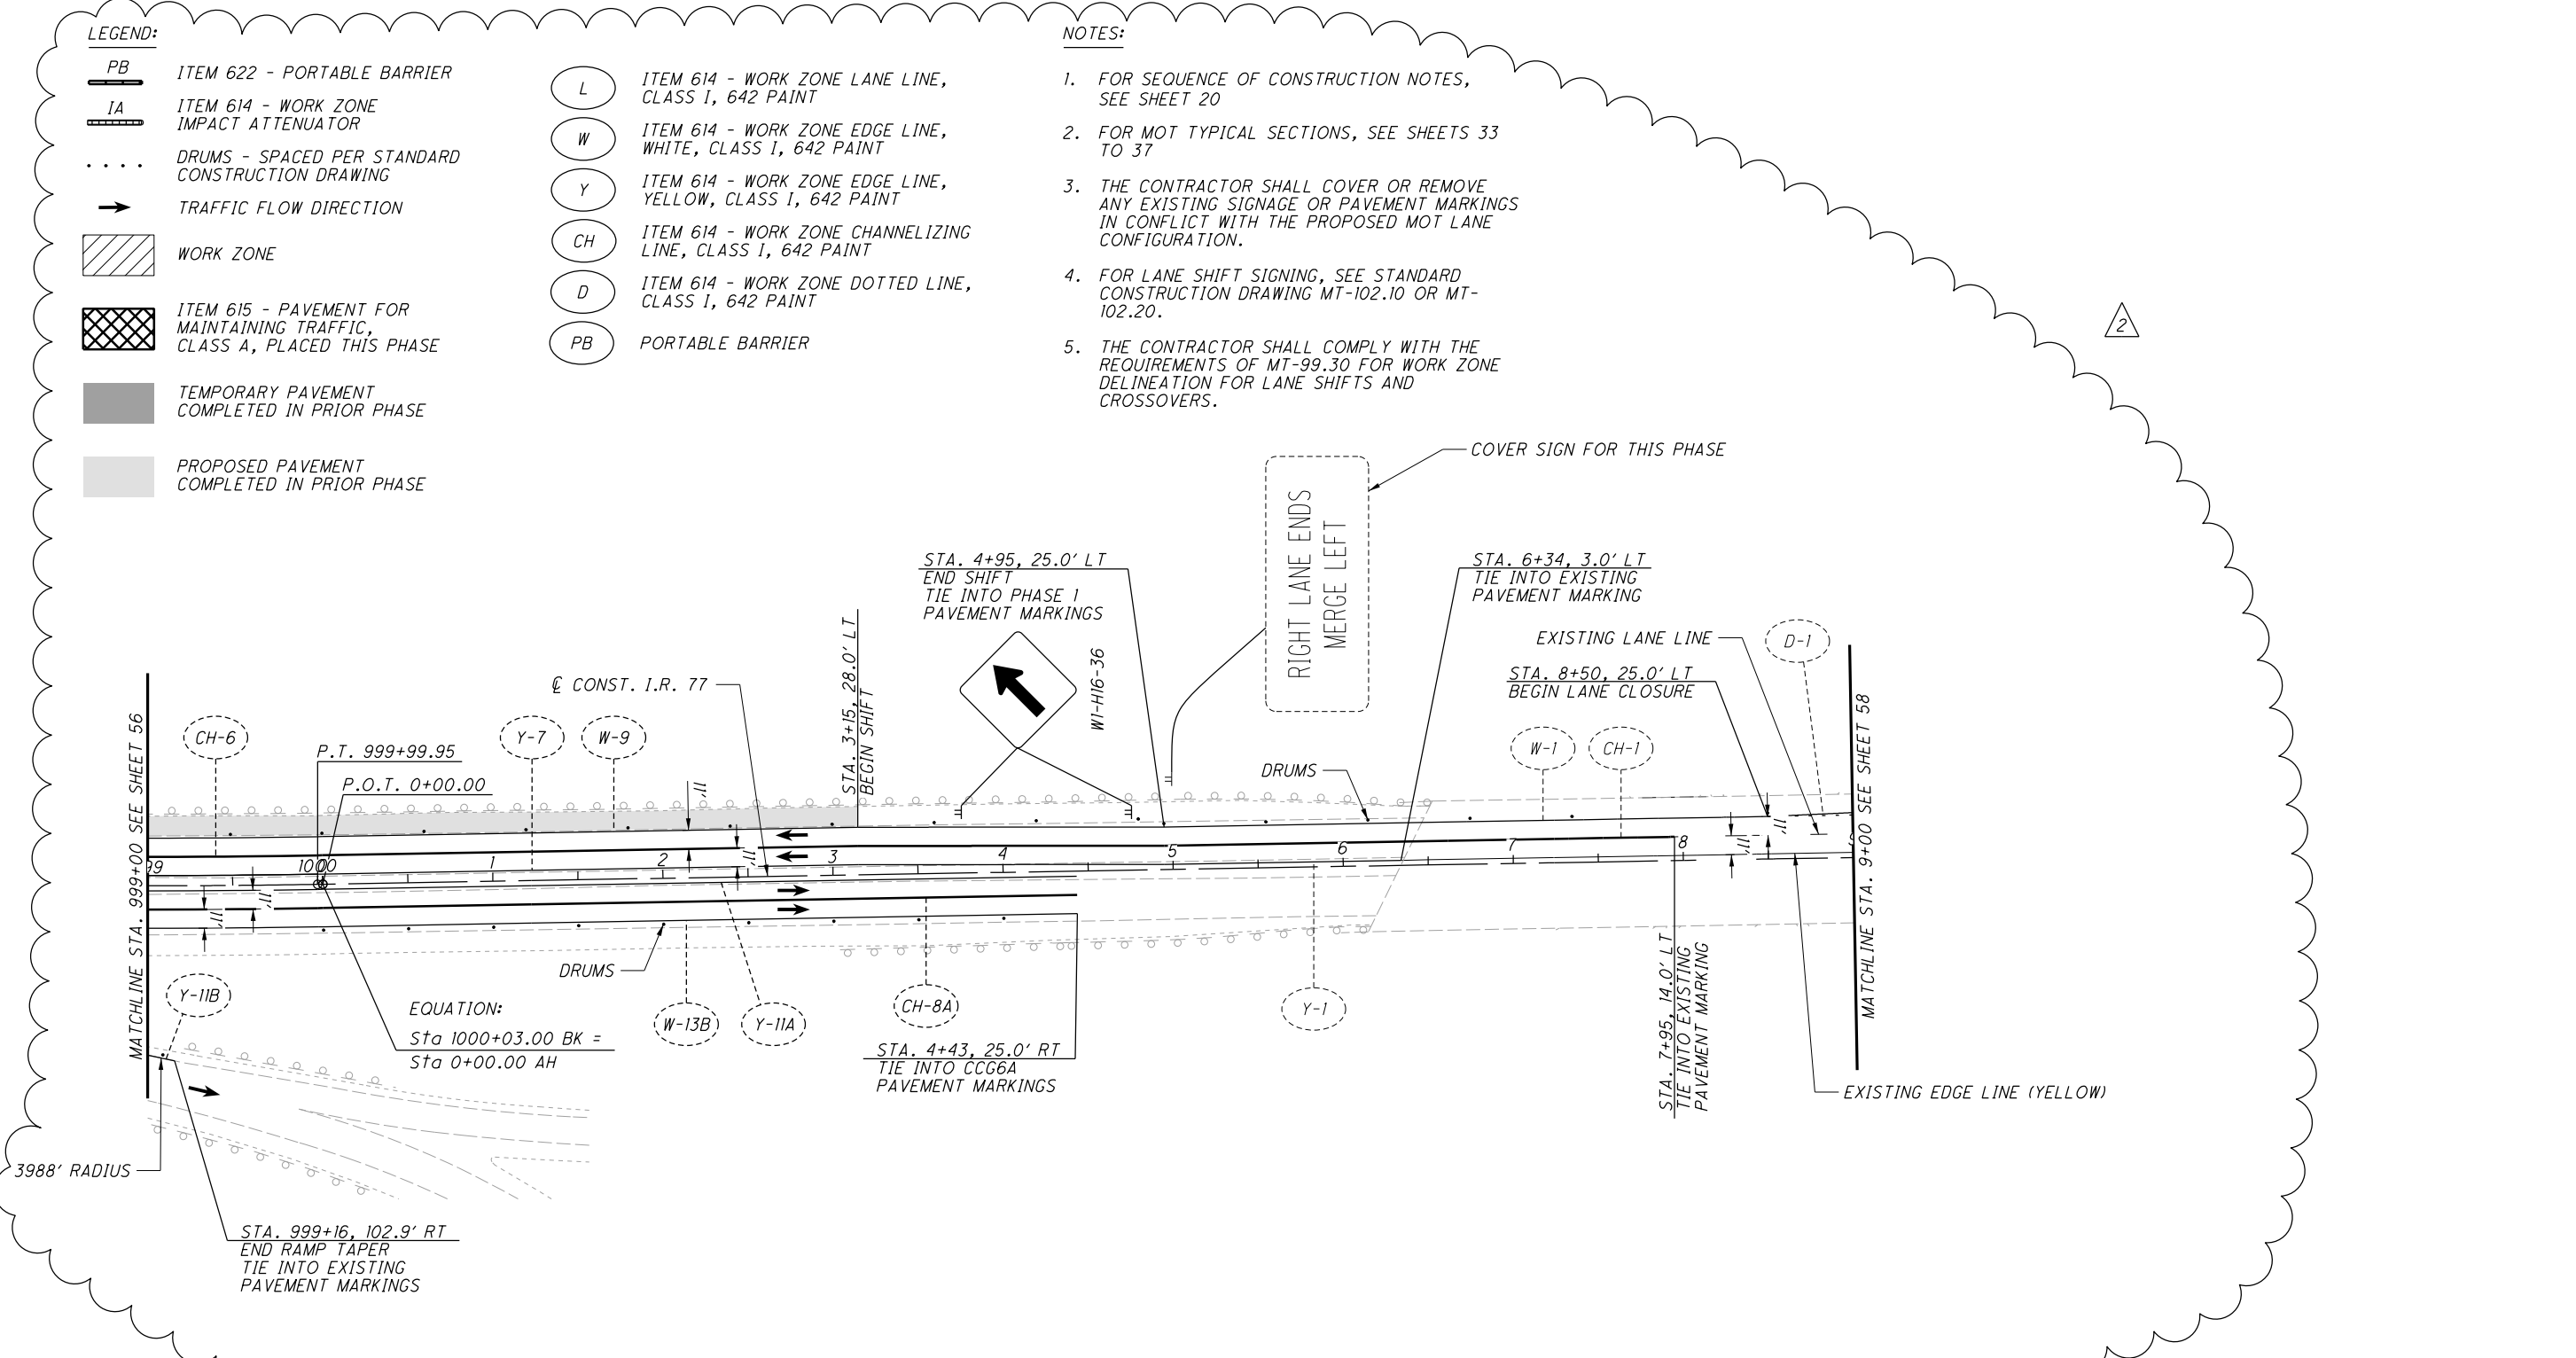 LEGEND:
PB
ITEM 622 - PORTABLE BARRIER
IA
ITEM 614 - WORK ZONE
IMPACT ATTENUATOR
DRUMS - SPACED PER STANDARD
CONSTRUCTION DRAWING
TRAFFIC FLOW DIRECTION
WORK ZONE
ITEM 615 - PAVEMENT FOR
MAINTAINING TRAFFIC,
CLASS A, PLACED THIS PHASE
TEMPORARY PAVEMENT
COMPLETED IN PRIOR PHASE
PROPOSED PAVEMENT
COMPLETED IN PRIOR PHASE
L
ITEM 614 - WORK ZONE LANE LINE,
CLASS I, 642 PAINT
W
ITEM 614 - WORK ZONE EDGE LINE,
WHITE, CLASS I, 642 PAINT
Y
ITEM 614 - WORK ZONE EDGE LINE,
YELLOW, CLASS I, 642 PAINT
CH
ITEM 614 - WORK ZONE CHANNELIZING
LINE, CLASS I, 642 PAINT
D
ITEM 614 - WORK ZONE DOTTED LINE,
CLASS I, 642 PAINT
PB
PORTABLE BARRIER
NOTES:
1. FOR SEQUENCE OF CONSTRUCTION NOTES,
SEE SHEET 20
2. FOR MOT TYPICAL SECTIONS, SEE SHEETS 33
TO 37
3. THE CONTRACTOR SHALL COVER OR REMOVE
ANY EXISTING SIGNAGE OR PAVEMENT MARKINGS
IN CONFLICT WITH THE PROPOSED MOT LANE
CONFIGURATION.
4. FOR LANE SHIFT SIGNING, SEE STANDARD
CONSTRUCTION DRAWING MT-102.10 OR MT-
102.20.
5. THE CONTRACTOR SHALL COMPLY WITH THE
REQUIREMENTS OF MT-99.30 FOR WORK ZONE
DELINEATION FOR LANE SHIFTS AND
CROSSOVERS.
2
COVER SIGN FOR THIS PHASE
RIGHT LANE ENDS
MERGE LEFT
STA. 4+95, 25.0' LT
END SHIFT
TIE INTO PHASE 1
PAVEMENT MARKINGS
STA. 6+34, 3.0' LT
TIE INTO EXISTING
PAVEMENT MARKING
EXISTING LANE LINE
D-1
STA. 8+50, 25.0' LT
BEGIN LANE CLOSURE
W1-H16-36
STA. 3+15, 28.0' LT
BEGIN SHIFT
℄ CONST. I.R. 77
MATCHLINE STA. 999+00 SEE SHEET 56
CH-6
P.T. 999+99.95
P.O.T. 0+00.00
Y-7
W-9
DRUMS
W-1
CH-1
MATCHLINE STA. 9+00 SEE SHEET 58
11'
11'
11'
11'
11'
11'
99
1000
1
2
3
4
5
6
7
8
9
DRUMS
Y-11B
EQUATION:
Sta 1000+03.00 BK =
Sta 0+00.00 AH
W-13B
Y-11A
CH-8A
STA. 4+43, 25.0' RT
TIE INTO CCG6A
PAVEMENT MARKINGS
Y-1
STA. 7+95, 14.0' LT
TIE INTO EXISTING
PAVEMENT MARKING
EXISTING EDGE LINE (YELLOW)
3988' RADIUS
STA. 999+16, 102.9' RT
END RAMP TAPER
TIE INTO EXISTING
PAVEMENT MARKINGS